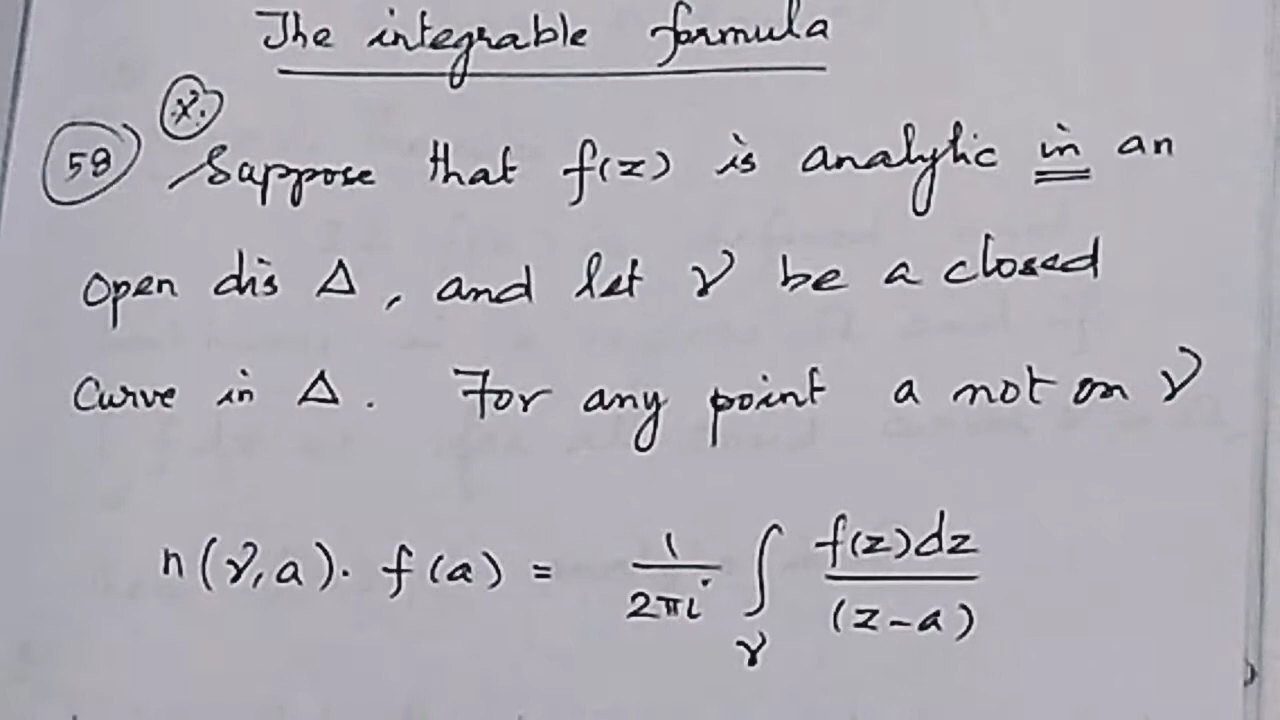 The integrable formula
x.
58 Suppose that f(z) is analytic in an
open dis Δ, and let γ be a closed
Curve in Δ. For any point a not on γ
n(γ,a). f(a) = 1/2πi ∫γ f(z)dz/(z-a)